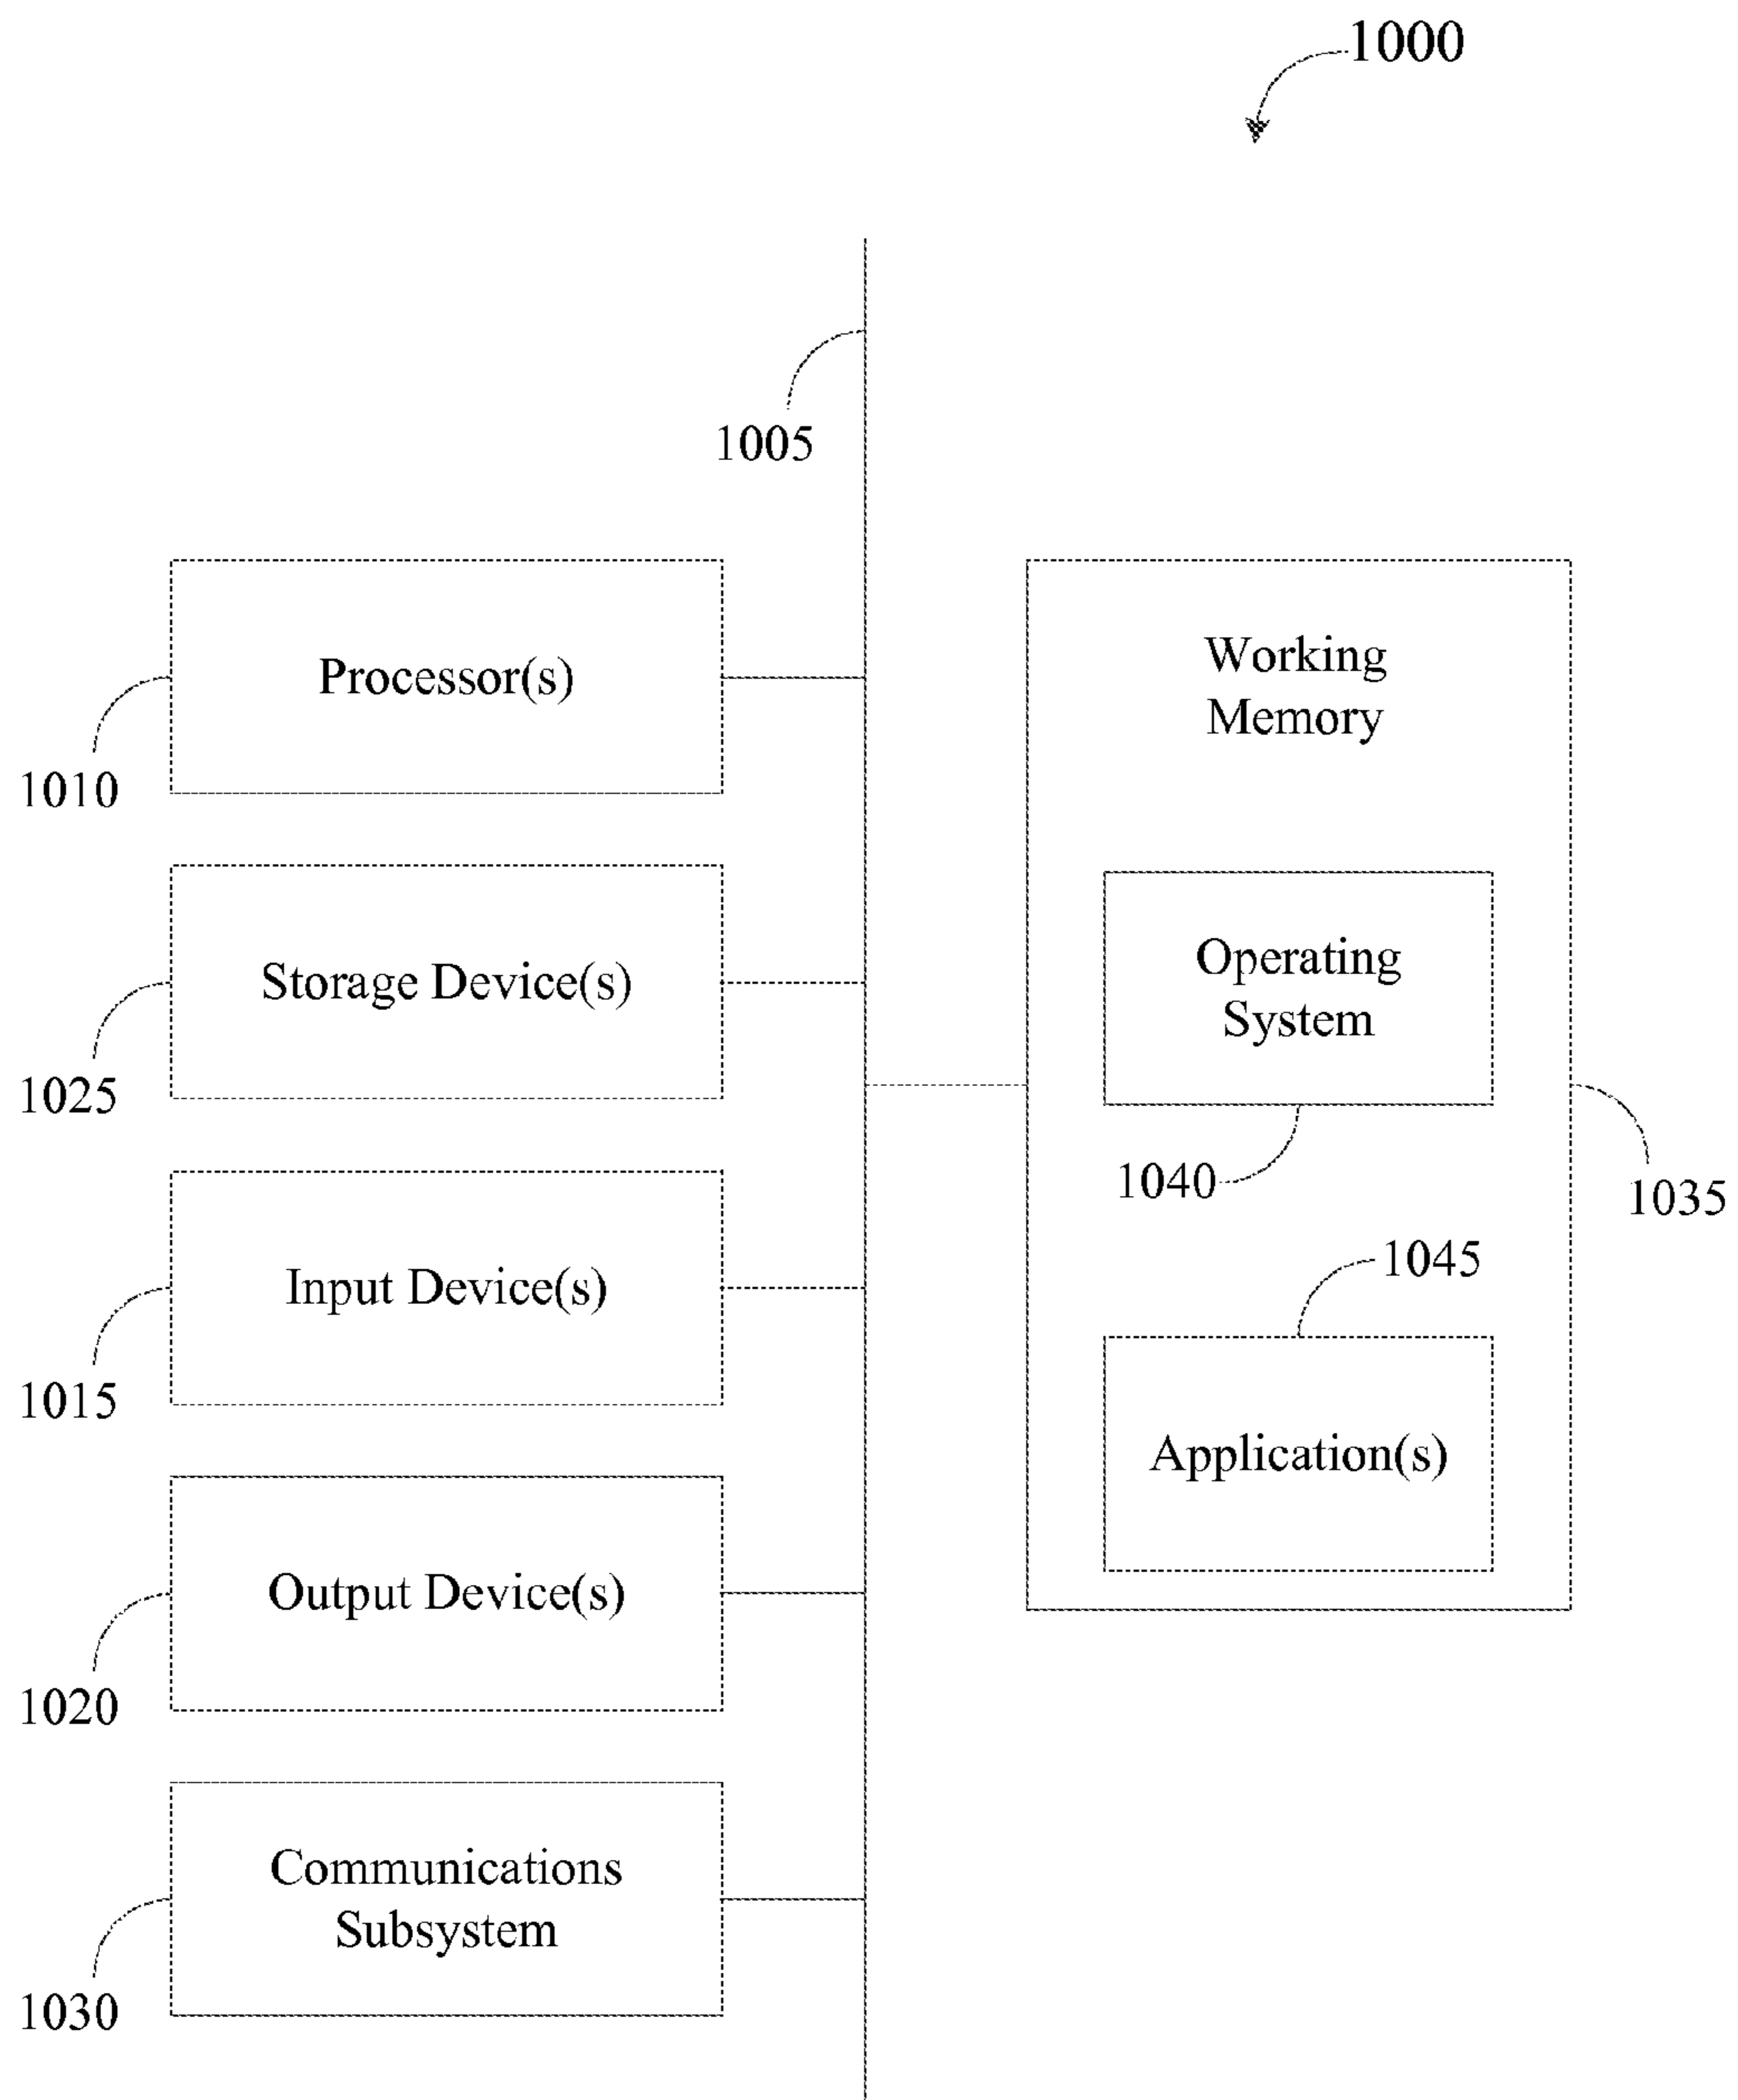 1000
1005
Processor(s)
1010
Storage Device(s)
1025
Input Device(s)
1015
Output Device(s)
1020
Communications
Subsystem
1030
Working
Memory
Operating
System
1040
1035
1045
Application(s)